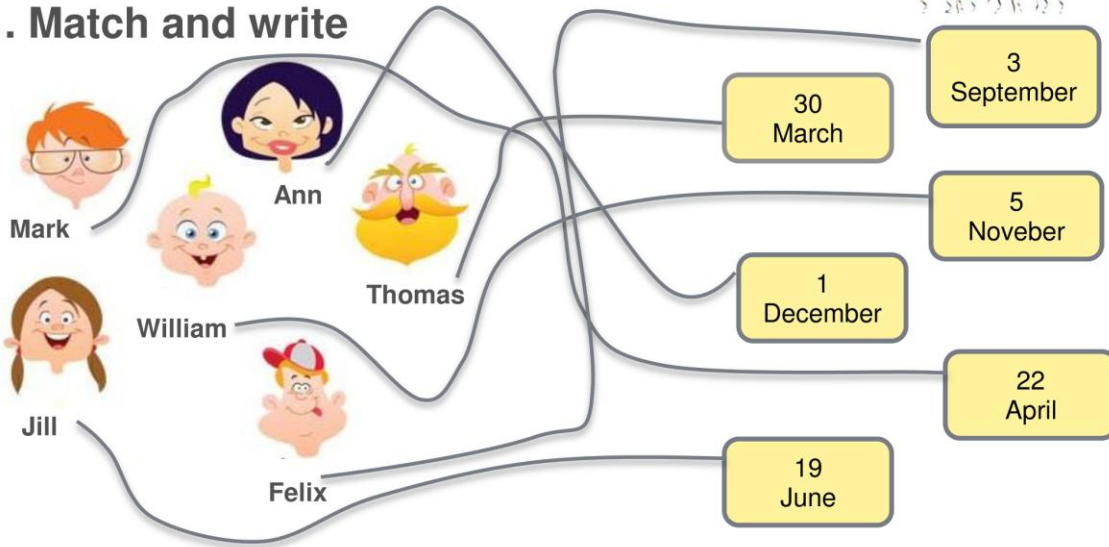 . Match and write
3
September
30
March
Ann
Mark
5
Noveber
Thomas
1
December
William
22
April
Jill
19
June
Felix